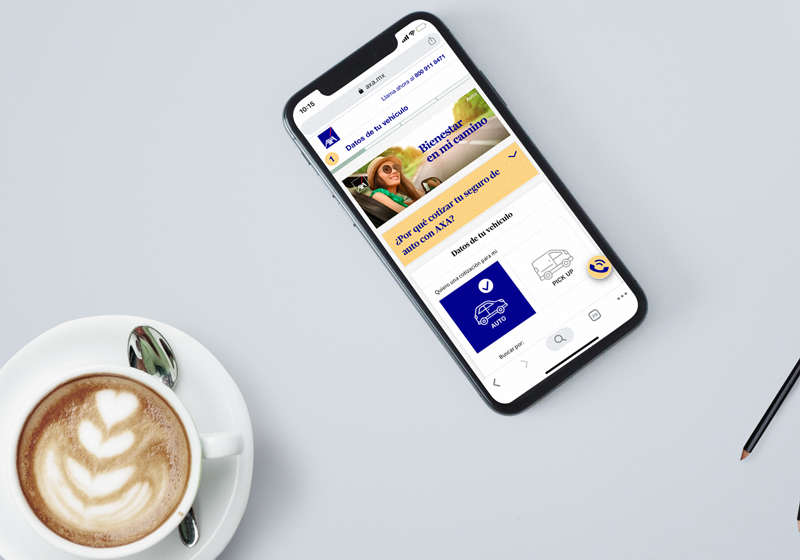 10:15
axa.mx
Llama ahora al 800 911 8471
AXA
1
Datos de tu vehículo
Auto
Bienestar
en mi camino
¿Por qué cotizar tu seguro de
auto con AXA?
Datos de tu vehículo
Quiero una cotización para mi
AUTO
PICK UP
Buscar por: